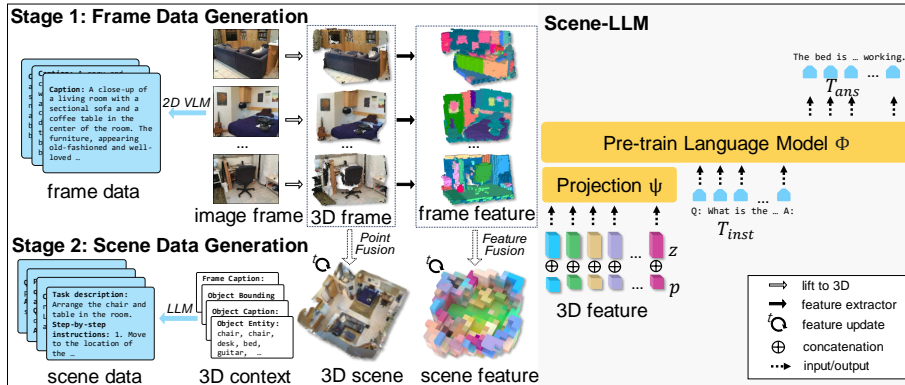 Stage 1: Frame Data Generation
Caption: A close-up of
a living room with a
sectional sofa and a
coffee table in the
center of the room. The
furniture, appearing
old-fashioned and well-
loved …
frame data
2D VLM
...
image frame
...
3D frame
...
frame feature
Stage 2: Scene Data Generation
Point
Fusion
Feature
Fusion
t
t
Task description:
Arrange the chair and
table in the room.
Step-by-step
instructions: 1. Move
to the location of
the …
scene data
LLM
Frame Caption:
Object Bounding
Object Caption:
Object Entity:
chair, chair,
desk, bed,
guitar, …
3D context
3D scene
scene feature
Scene-LLM
The bed is … working.
...
T_ans
Pre-train Language Model Φ
Projection ψ
...
Q: What is the … A:
T_inst
... z
... p
3D feature
lift to 3D
feature extractor
t feature update
⊕ concatenation
input/output